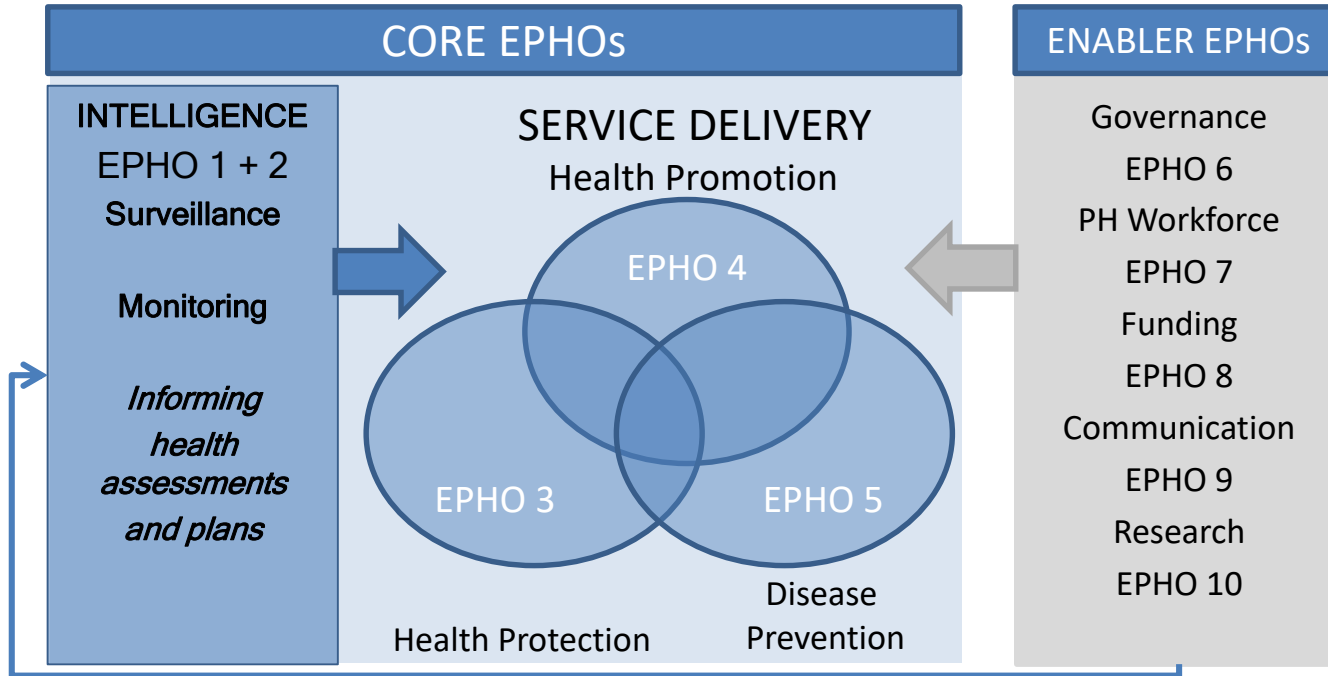 CORE EPHOs
INTELLIGENCE
EPHO 1 + 2
Surveillance
Monitoring
Informing
health
assessments
and plans
SERVICE DELIVERY
Health Promotion
EPHO 4
EPHO 3
EPHO 5
Health Protection
Disease
Prevention
ENABLER EPHOs
Governance
EPHO 6
PH Workforce
EPHO 7
Funding
EPHO 8
Communication
EPHO 9
Research
EPHO 10